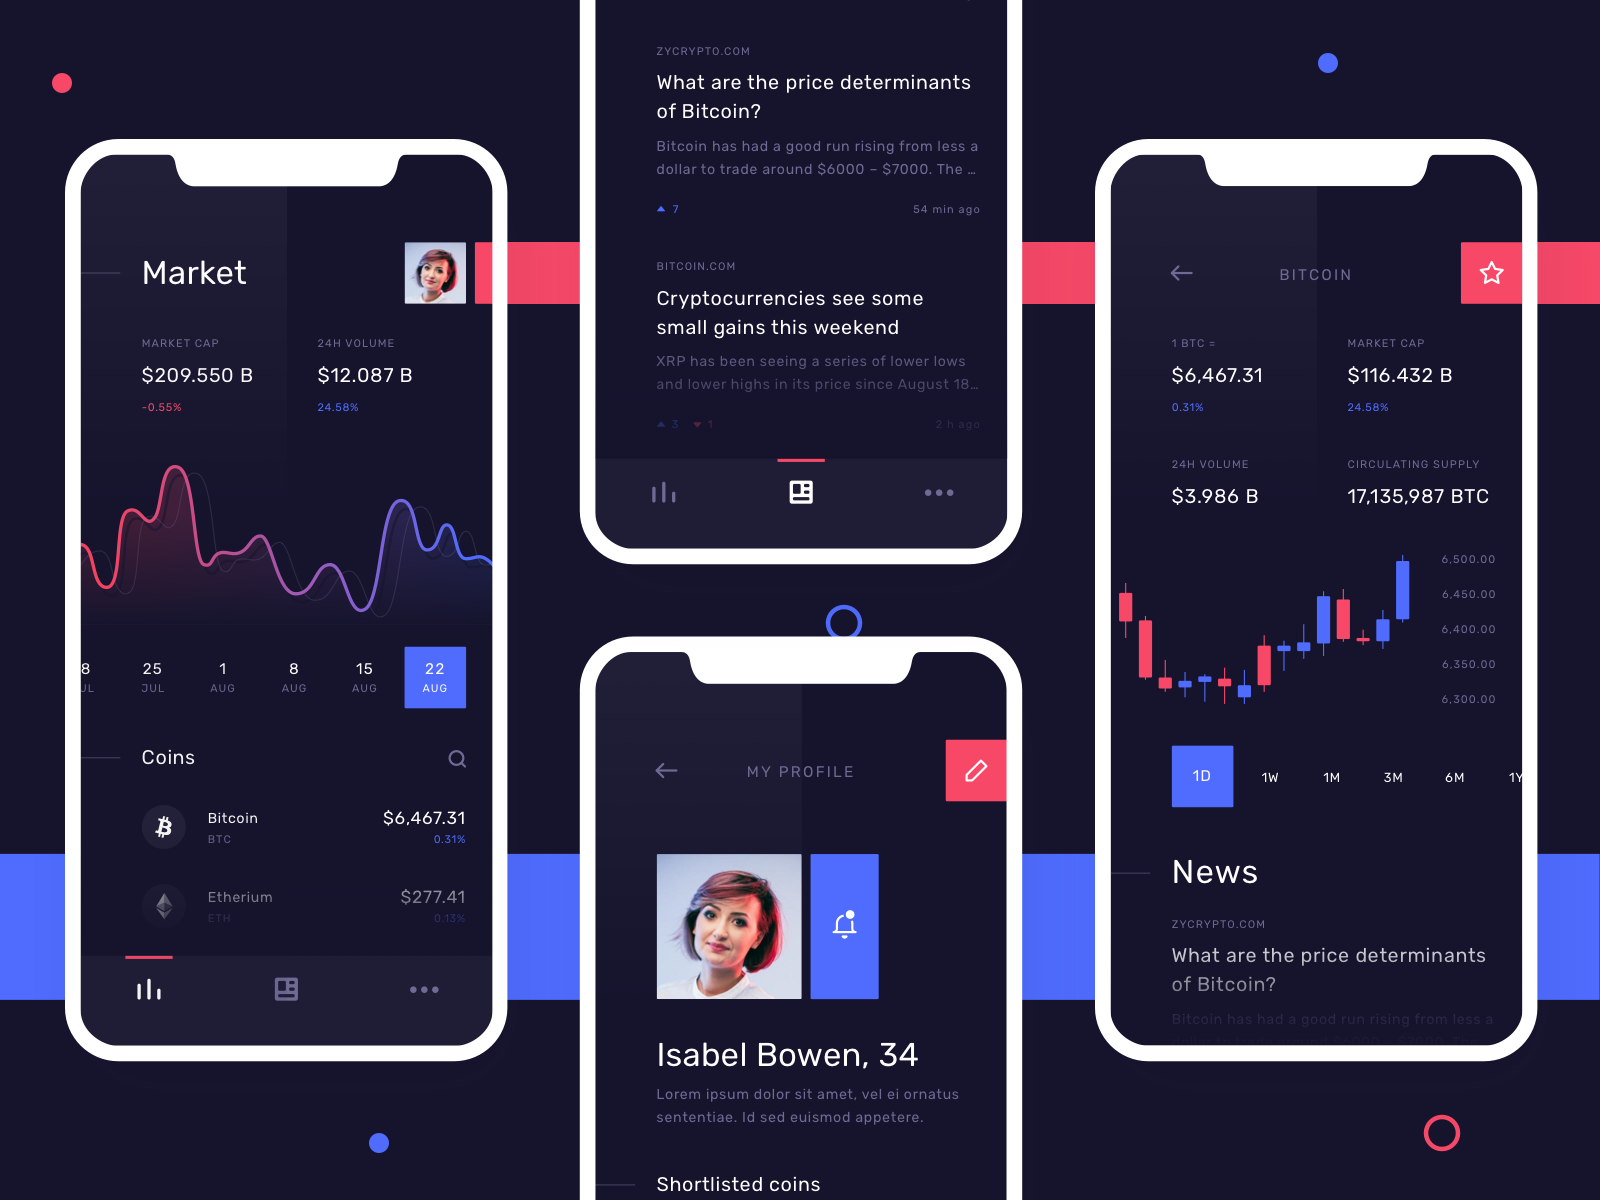 Market
MARKET CAP
$209.550 B
-0.55%
24H VOLUME
$12.087 B
24.58%
8
UL
25
JUL
1
AUG
8
AUG
15
AUG
22
AUG
Coins
Bitcoin
BTC
$6,467.31
0.31%
Etherium
ETH
$277.41
0.13%
ZYCRYPTO.COM
What are the price determinants
of Bitcoin?
Bitcoin has had a good run rising from less a
dollar to trade around $6000 – $7000. The ...
7
54 min ago
BITCOIN.COM
Cryptocurrencies see some
small gains this weekend
XRP has been seeing a series of lower lows
and lower highs in its price since August 18...
3
1
2 h ago
MY PROFILE
Isabel Bowen, 34
Lorem ipsum dolor sit amet, vel ei ornatus
sententiae. Id sed euismod appetere.
Shortlisted coins
BITCOIN
1 BTC =
$6,467.31
0.31%
MARKET CAP
$116.432 B
24.58%
24H VOLUME
$3.986 B
CIRCULATING SUPPLY
17,135,987 BTC
6,500.00
6,450.00
6,400.00
6,350.00
6,300.00
1D
1W
1M
3M
6M
1Y
News
ZYCRYPTO.COM
What are the price determinants
of Bitcoin?
Bitcoin has had a good run rising from less a